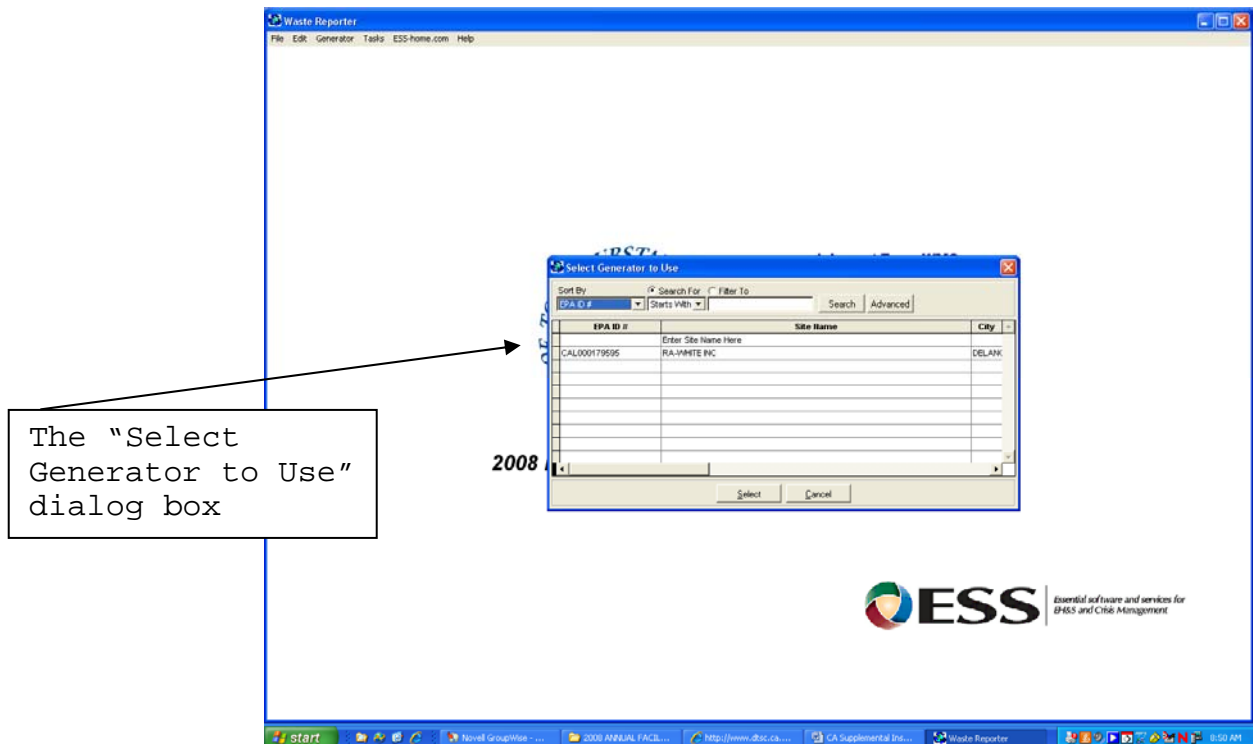 Waste Reporter
File Edit Generator Tasks ESS-home.com Help
Select Generator to Use
Sort By Search For Filter To
EPA ID # Starts With Search Advanced
EPA ID # Site Name City
Enter Site Name Here
CAL000179595 RA-WHITE INC DELANO
The “Select
Generator to Use”
dialog box
2008
Select Cancel
ESS
Essential software and services for
EH&S and Crisis Management
start Novell GroupWise - ... 2008 ANNUAL FACIL... http://www.dtsc.ca.... CA Supplemental Ins... Waste Reporter 8:50 AM